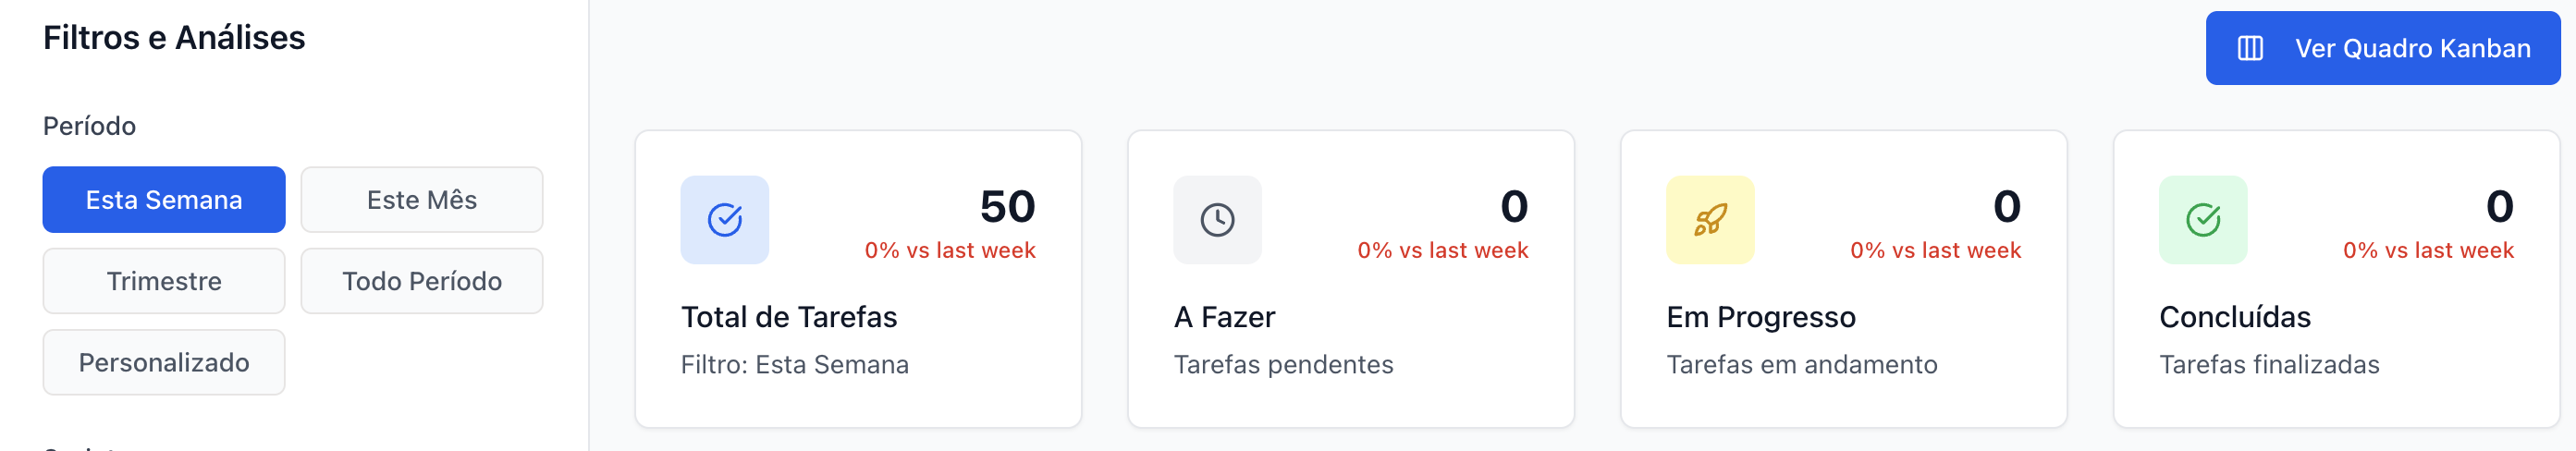 Filtros e Análises
Período
Esta Semana
Este Mês
Trimestre
Todo Período
Personalizado
Ver Quadro Kanban
50
0% vs last week
Total de Tarefas
Filtro: Esta Semana
0
0% vs last week
A Fazer
Tarefas pendentes
0
0% vs last week
Em Progresso
Tarefas em andamento
0
0% vs last week
Concluídas
Tarefas finalizadas